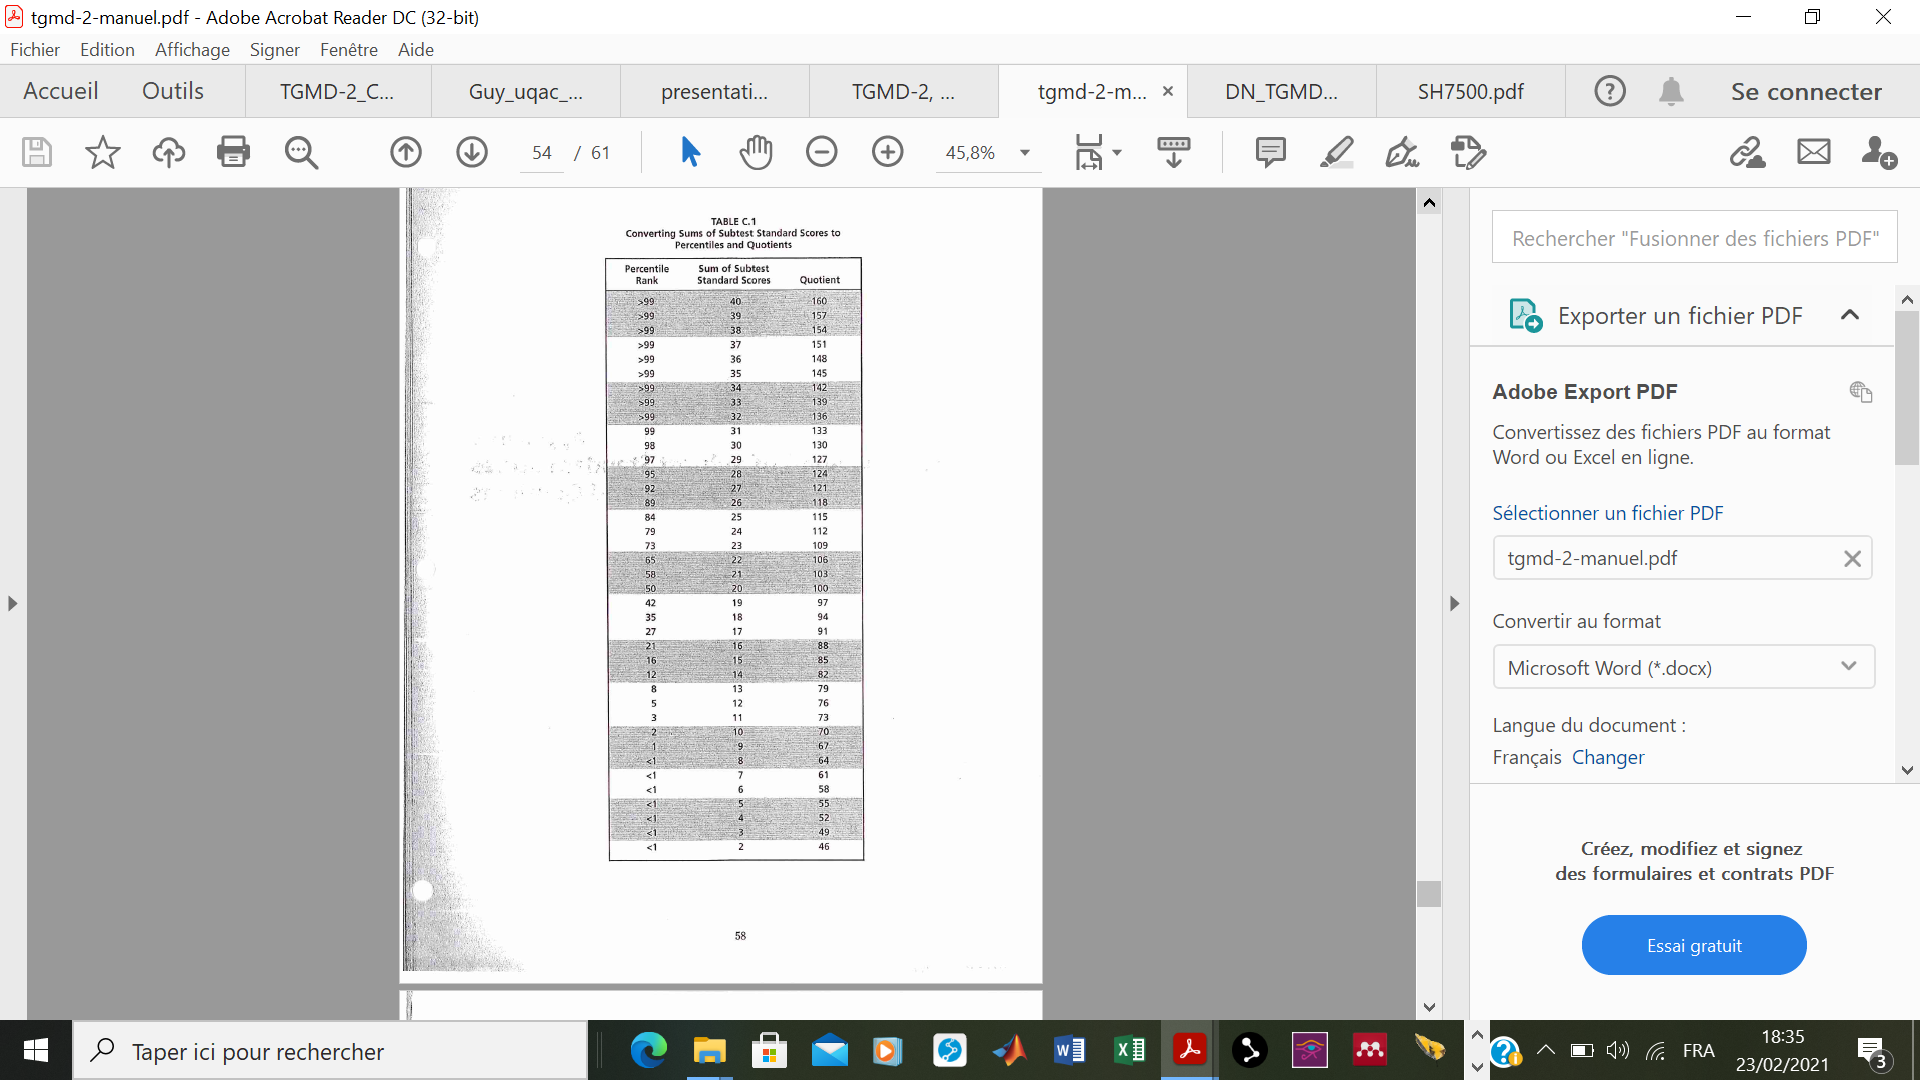 tgmd-2-manuel.pdf - Adobe Acrobat Reader DC (32-bit)
Fichier Edition Affichage Signer Fenêtre Aide
Accueil Outils TGMD-2_C... Guy_uqac_... presentati... TGMD-2, ... tgmd-2-m... × DN_TGMD... SH7500.pdf Se connecter
54 / 61 45,8%
TABLE C.1
Converting Sums of Subtest Standard Scores to
Percentiles and Quotients
Percentile Sum of Subtest
Rank Standard Scores Quotient
>99 40 160
>99 39 157
>99 38 154
>99 37 151
>99 36 148
>99 35 145
>99 34 142
>99 33 139
>99 32 136
99 31 133
98 30 130
97 29 127
95 28 124
92 27 121
89 26 118
84 25 115
79 24 112
73 23 109
65 22 106
58 21 103
50 20 100
42 19 97
35 18 94
27 17 91
21 16 88
16 15 85
12 14 82
8 13 79
5 12 76
3 11 73
2 10 70
1 9 67
<1 8 64
<1 7 61
<1 6 58
<1 5 55
<1 4 52
<1 3 49
<1 2 46
58
Rechercher "Fusionner des fichiers PDF"
Exporter un fichier PDF
Adobe Export PDF
Convertissez des fichiers PDF au format
Word ou Excel en ligne.
Sélectionner un fichier PDF
tgmd-2-manuel.pdf
Convertir au format
Microsoft Word (*.docx)
Langue du document :
Français Changer
Créez, modifiez et signez
des formulaires et contrats PDF
Essai gratuit
Taper ici pour rechercher
FRA
18:35
23/02/2021
3